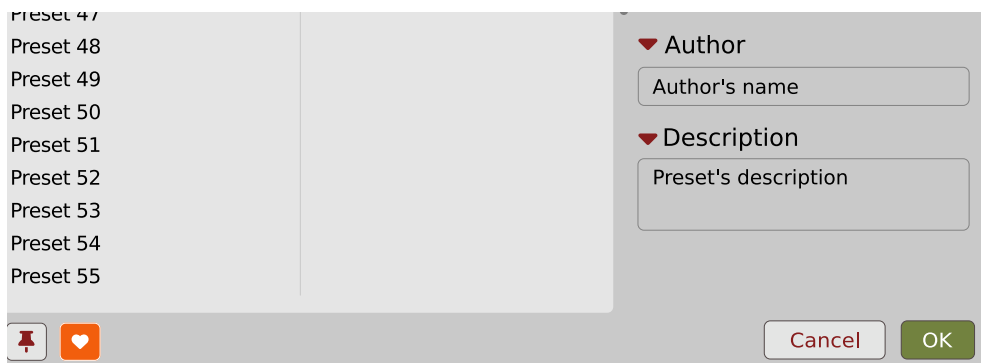 Preset 47
Preset 48
Preset 49
Preset 50
Preset 51
Preset 52
Preset 53
Preset 54
Preset 55
Author
Author's name
Description
Preset's description
Cancel
OK